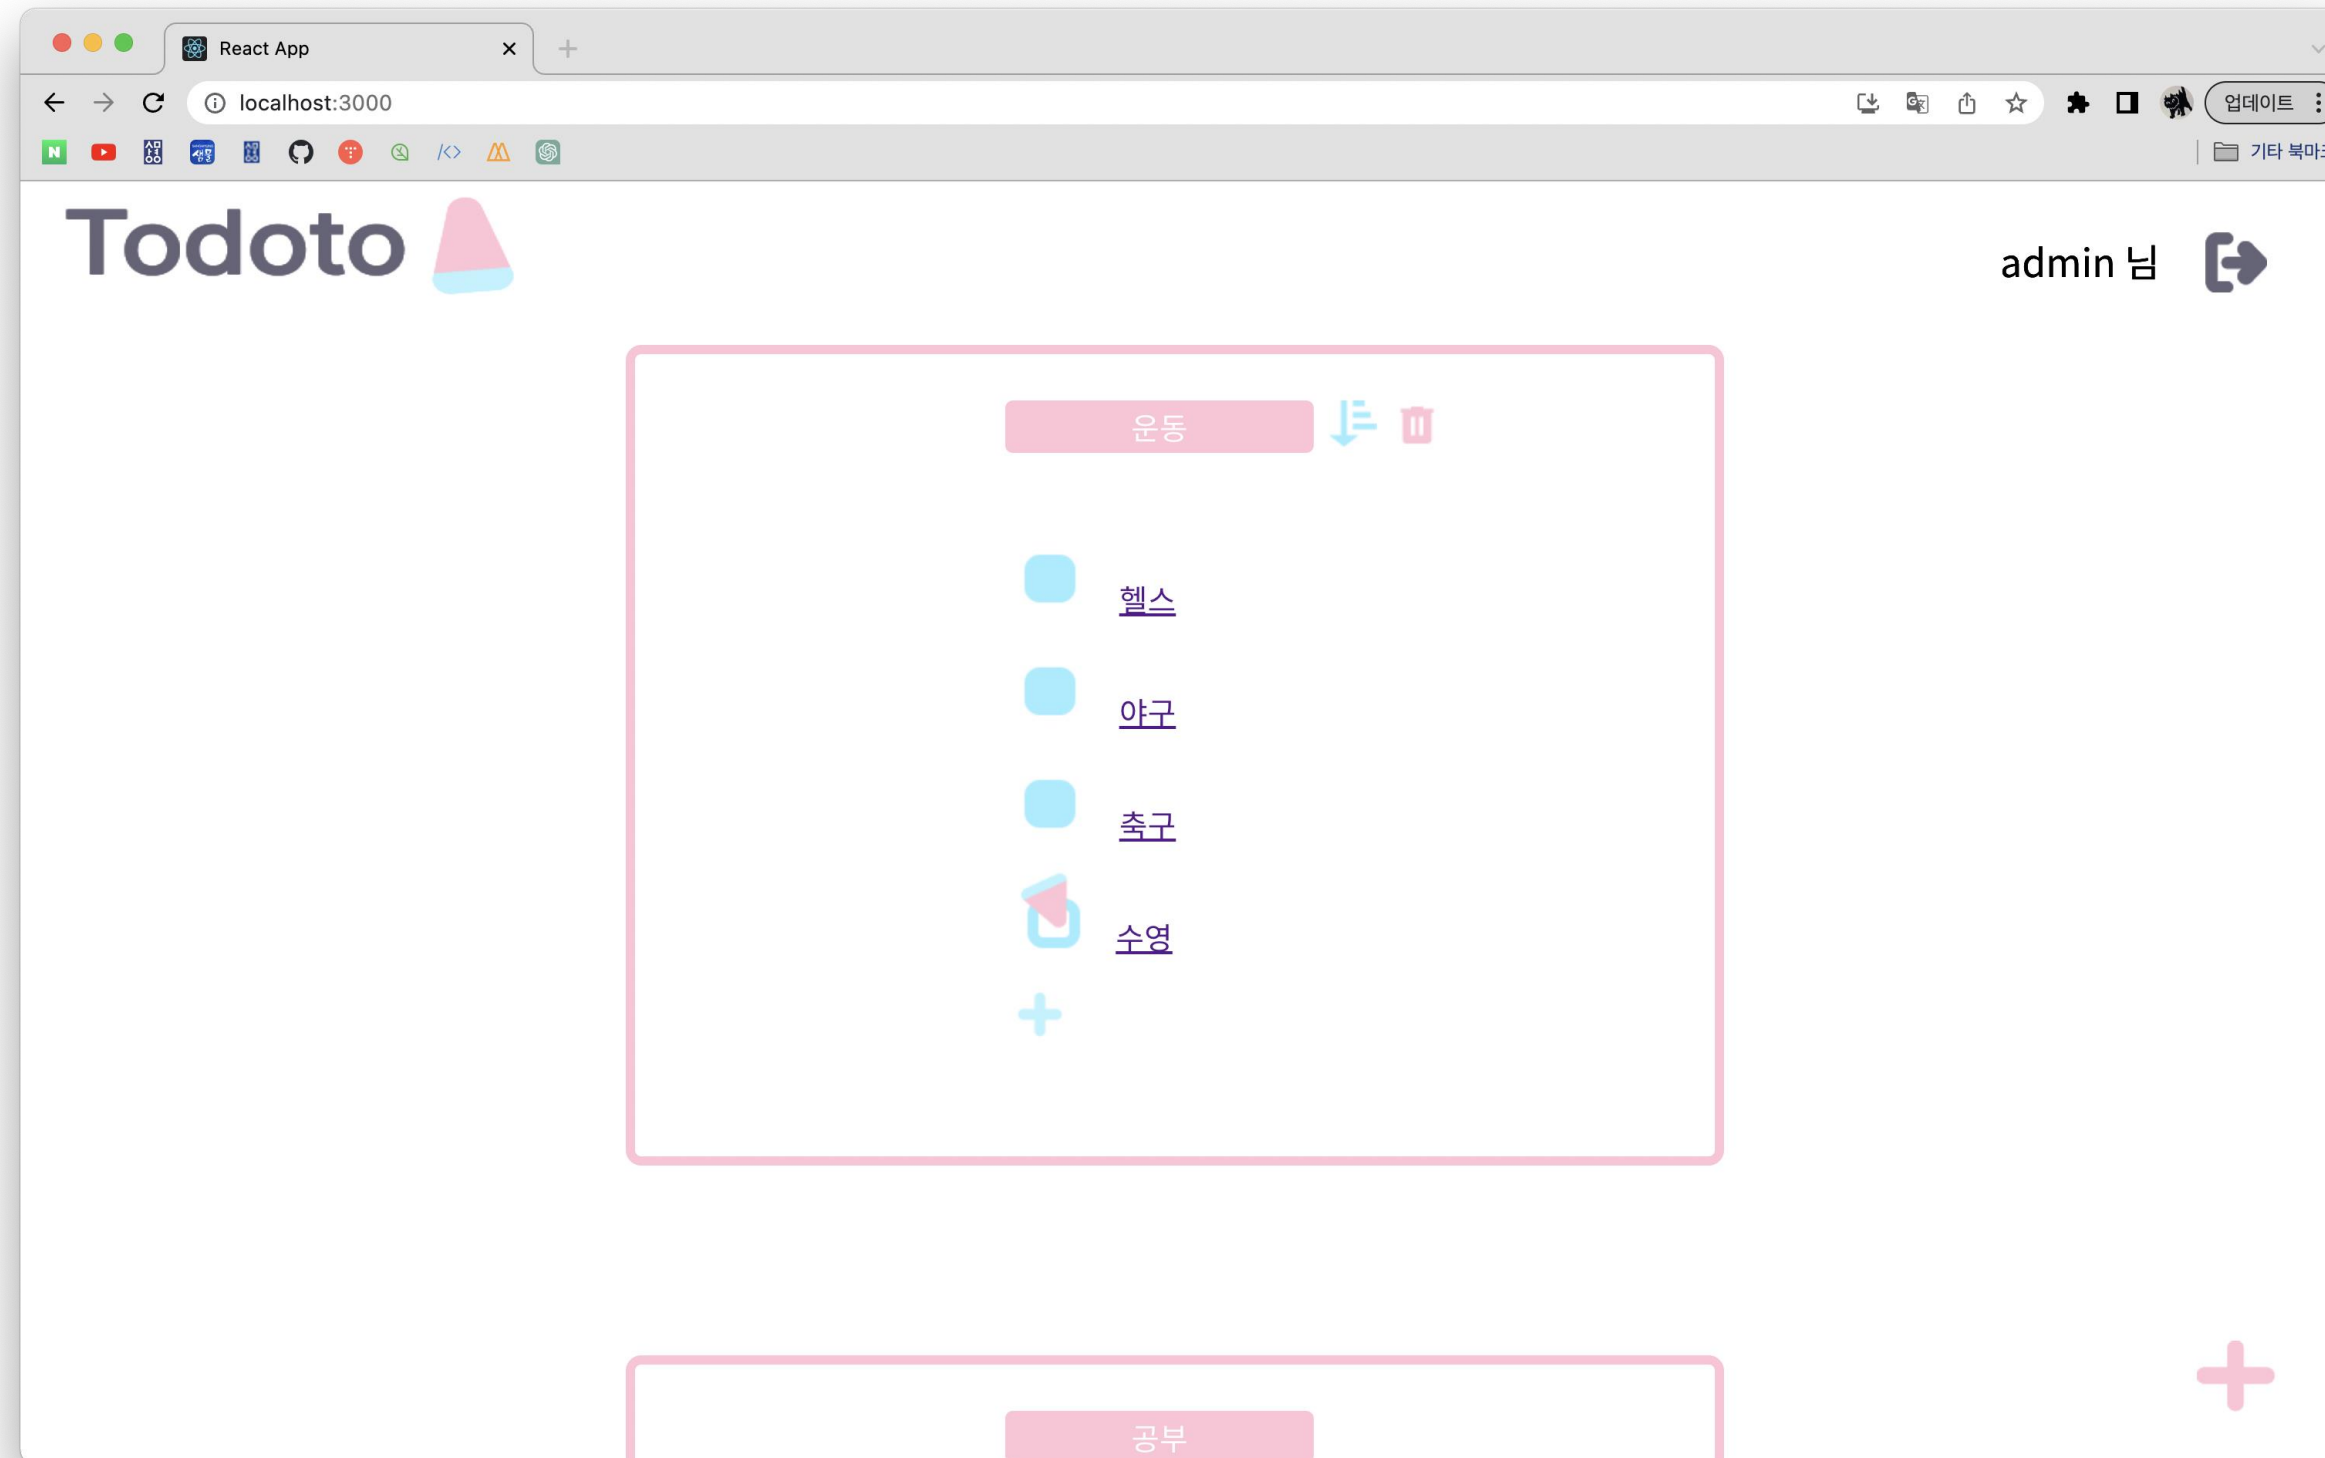 React App
localhost:3000
업데이트
기타 북마크
Todoto
admin 님
운동
헬스
야구
축구
수영
공부